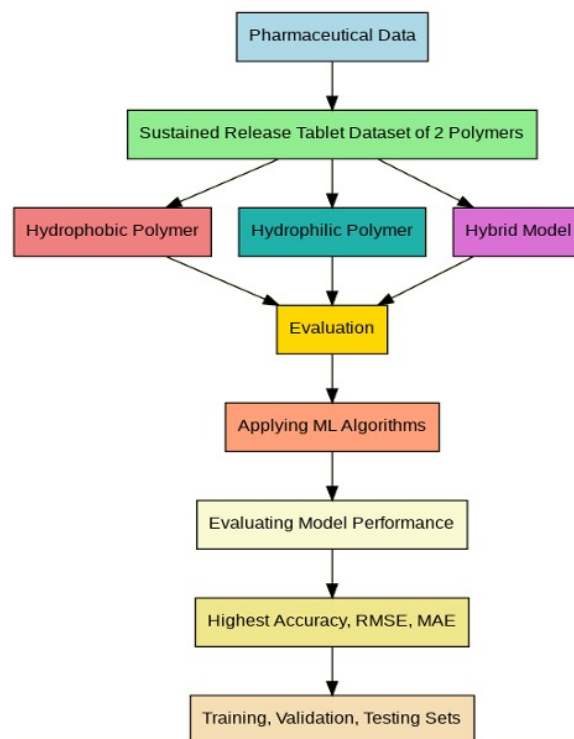 Pharmaceutical Data
Sustained Release Tablet Dataset of 2 Polymers
Hydrophobic Polymer
Hydrophilic Polymer
Hybrid Model
Evaluation
Applying ML Algorithms
Evaluating Model Performance
Highest Accuracy, RMSE, MAE
Training, Validation, Testing Sets